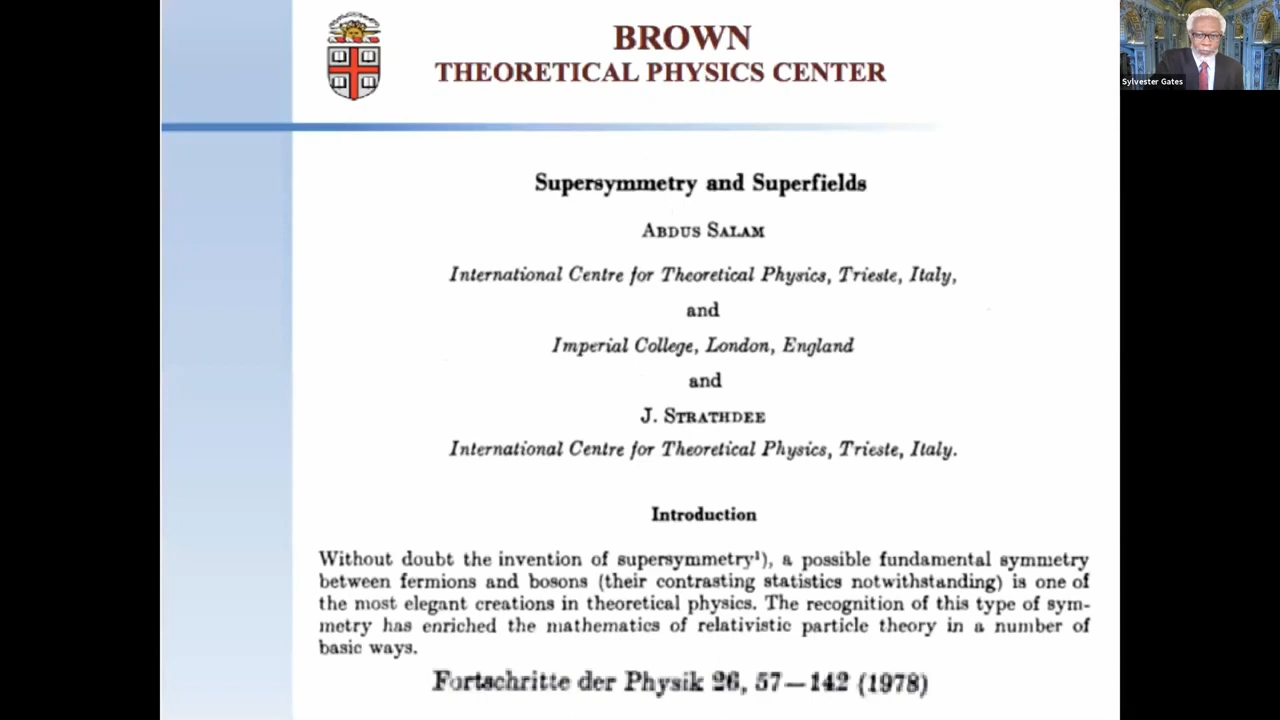 BROWN
THEORETICAL PHYSICS CENTER
Sylvester Gates
Supersymmetry and Superfields
ABDUS SALAM
International Centre for Theoretical Physics, Trieste, Italy,
and
Imperial College, London, England
and
J. STRATHDEE
International Centre for Theoretical Physics, Trieste, Italy.
Introduction
Without doubt the invention of supersymmetry¹), a possible fundamental symmetry
between fermions and bosons (their contrasting statistics notwithstanding) is one of
the most elegant creations in theoretical physics. The recognition of this type of sym-
metry has enriched the mathematics of relativistic particle theory in a number of
basic ways.
Fortschritte der Physik 26, 57—142 (1978)